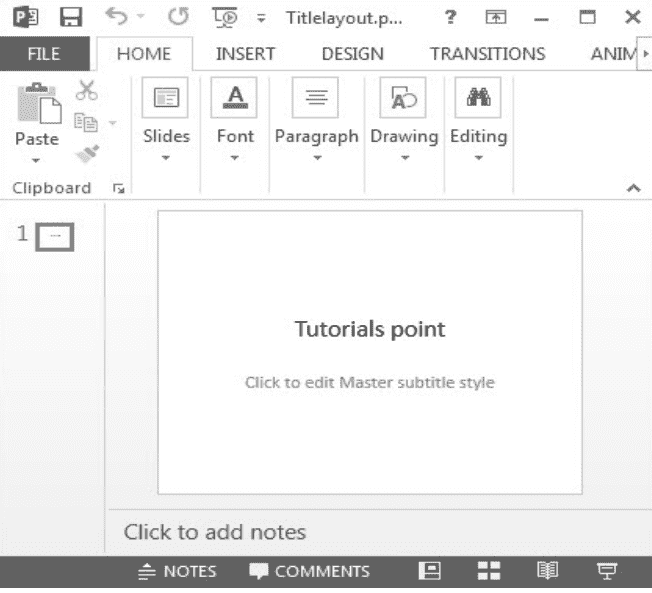 Titlelayout.p... ?
FILE HOME INSERT DESIGN TRANSITIONS ANIM
Paste Slides Font Paragraph Drawing Editing
Clipboard
1
Tutorials point
Click to edit Master subtitle style
Click to add notes
NOTES COMMENTS